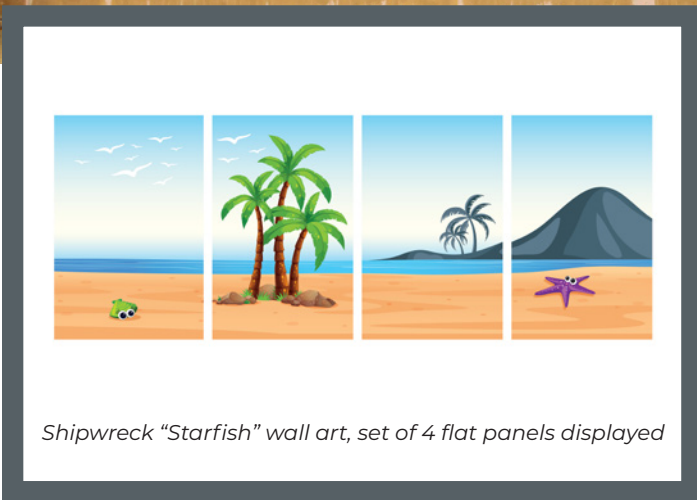 Shipwreck “Starfish” wall art, set of 4 flat panels displayed